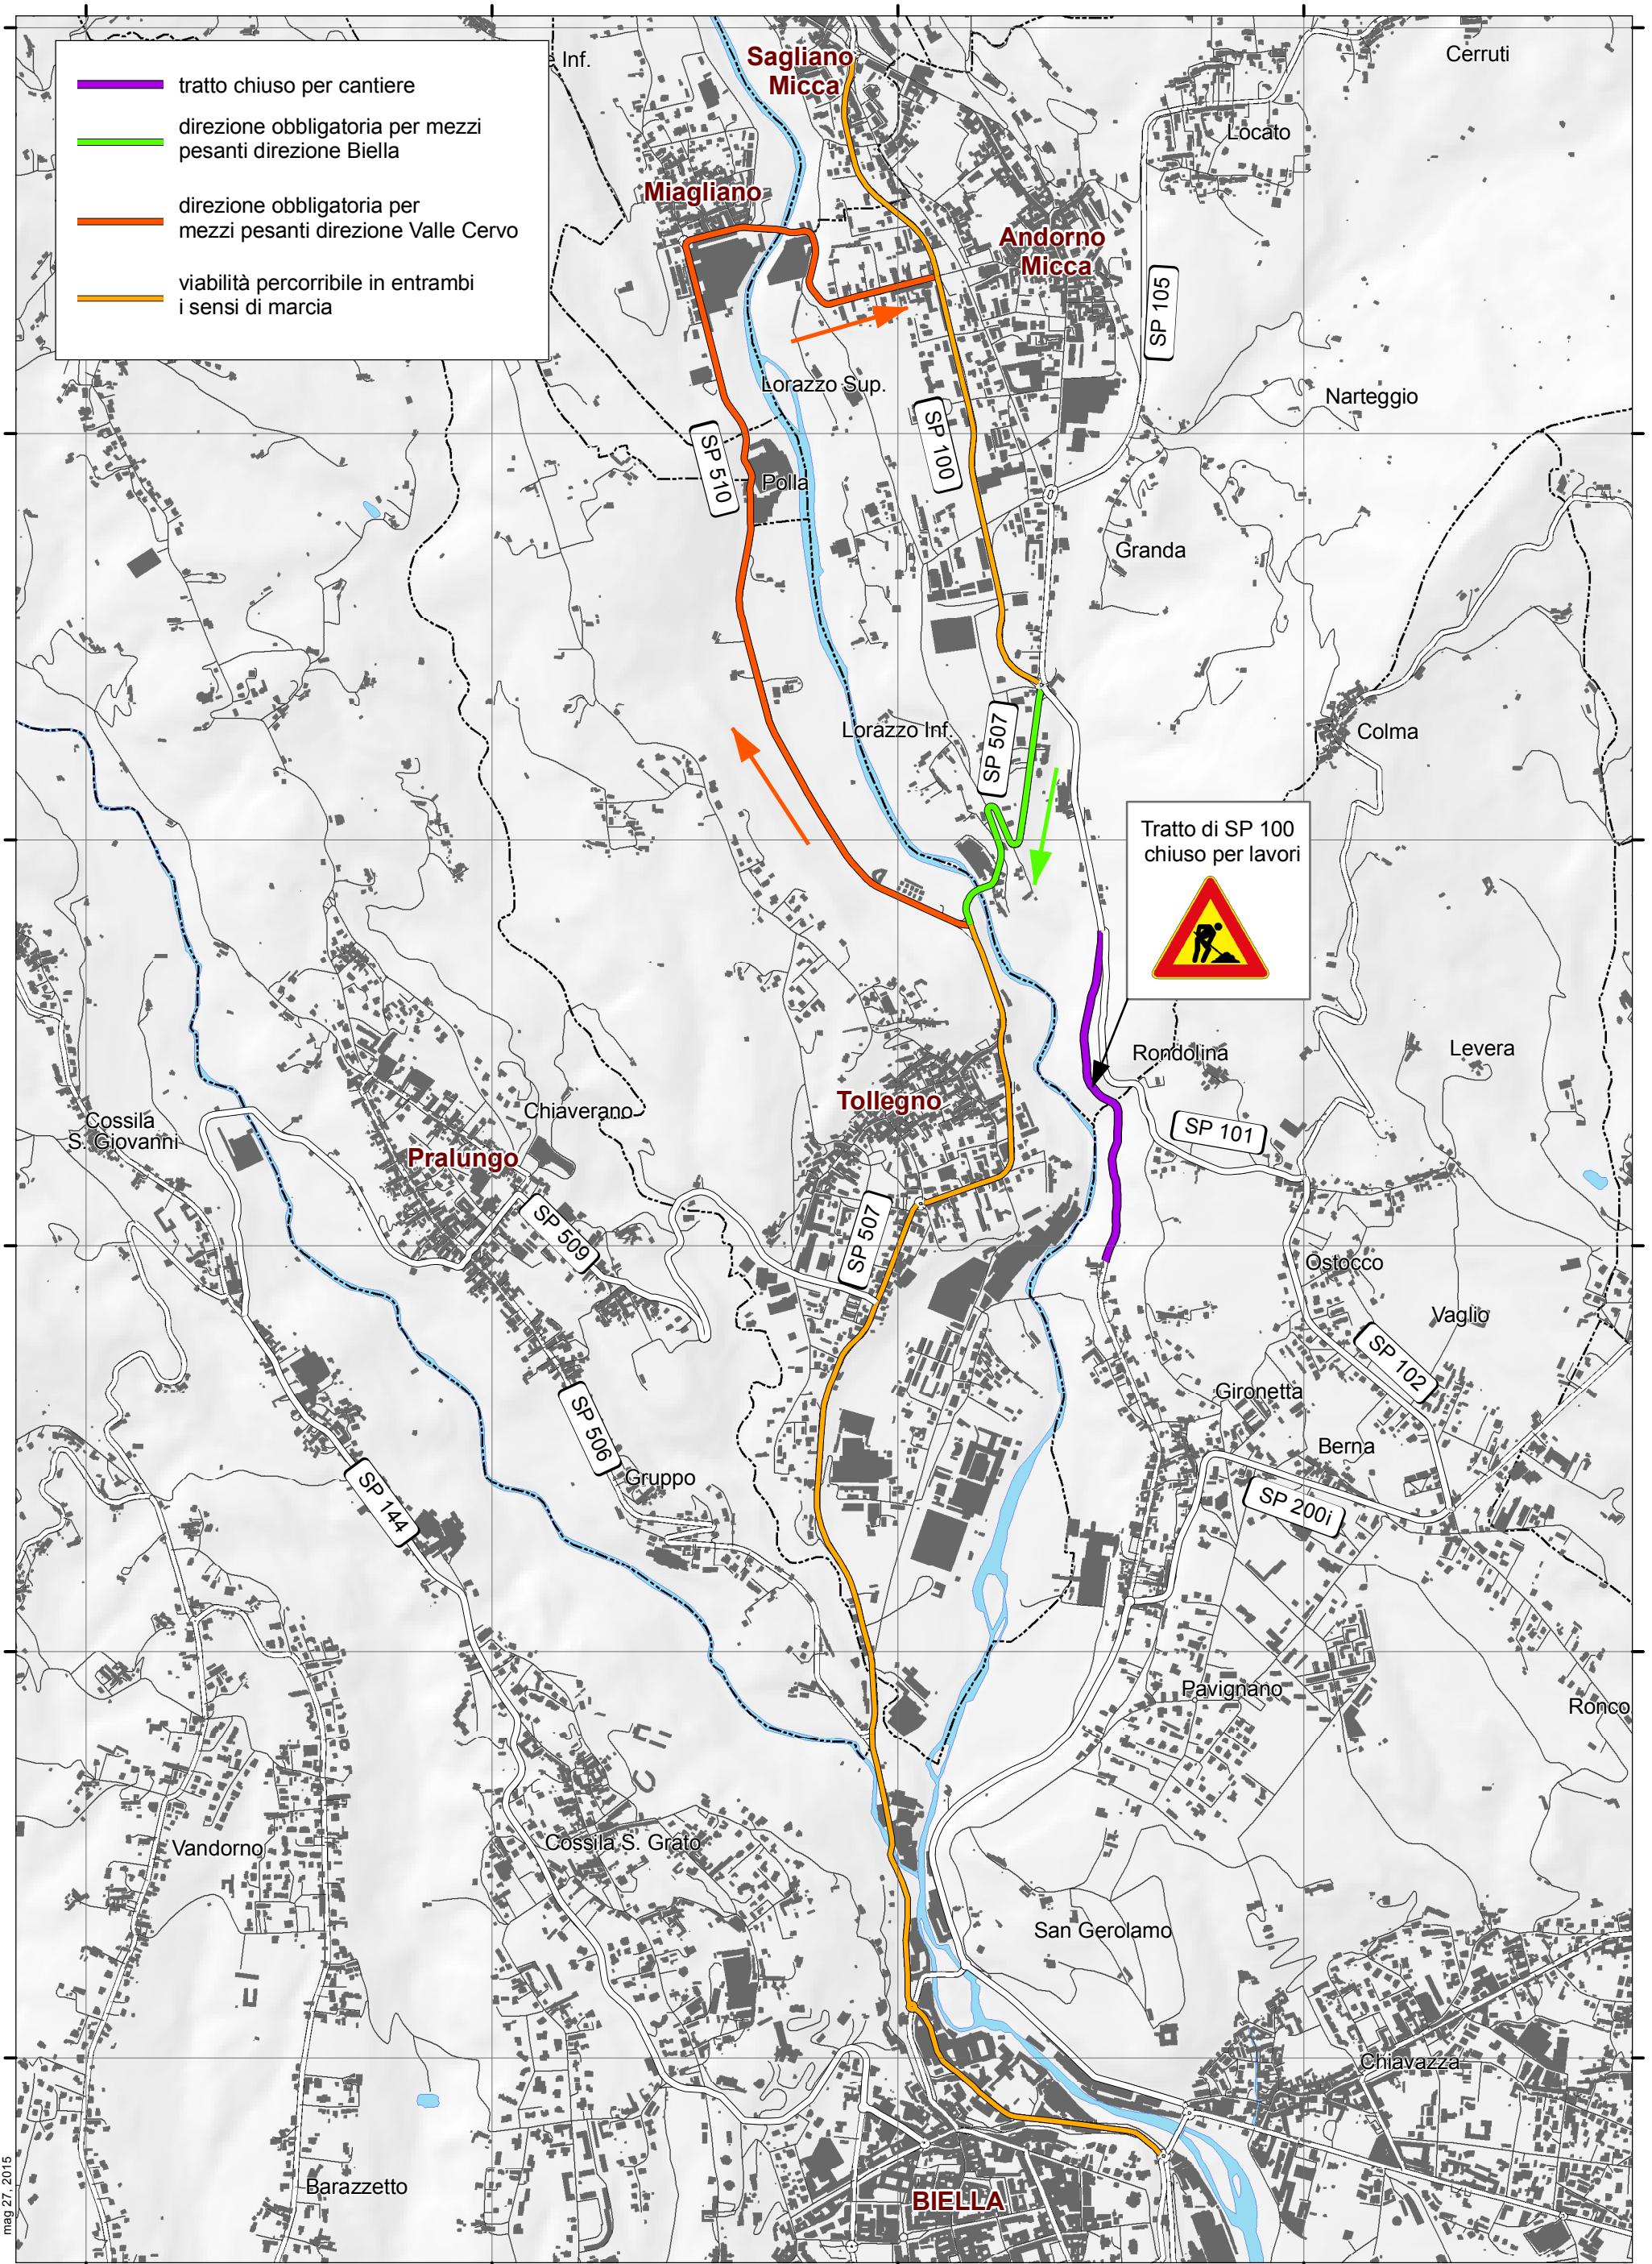 tratto chiuso per cantiere
direzione obbligatoria per mezzi
pesanti direzione Biella
direzione obbligatoria per
mezzi pesanti direzione Valle Cervo
viabilità percorribile in entrambi
i sensi di marcia
Inf.
Sagliano
Micca
Cerruti
Locato
Miagliano
Andorno
Micca
SP 105
Lorazzo Sup.
Narteggio
SP 100
SP 510
Polla
Granda
Lorazzo Inf.
SP 507
Colma
Tratto di SP 100
chiuso per lavori
Rondolina
Levera
Tollegno
Chiaverano
Cossila
S. Giovanni
SP 101
Pralungo
SP 509
SP 507
Ostocco
Vaglio
SP 102
Gironetta
SP 506
Berna
Gruppo
SP 144
SP 200i
Pavignano
Ronco
Vandorno
Cossila S. Grato
San Gerolamo
Chiavazza
Barazzetto
BIELLA
mag 27, 2015